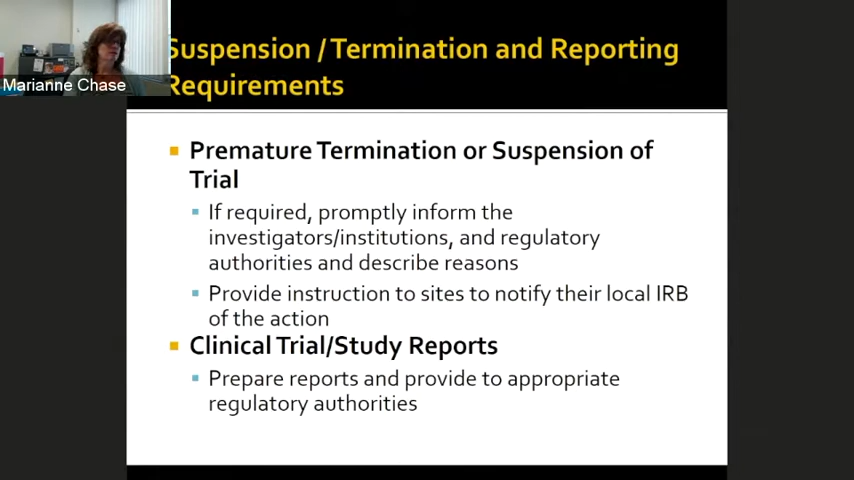 Suspension / Termination and Reporting
Requirements
Marianne Chase
Premature Termination or Suspension of
Trial
If required, promptly inform the
investigators/institutions, and regulatory
authorities and describe reasons
Provide instruction to sites to notify their local IRB
of the action
Clinical Trial/Study Reports
Prepare reports and provide to appropriate
regulatory authorities